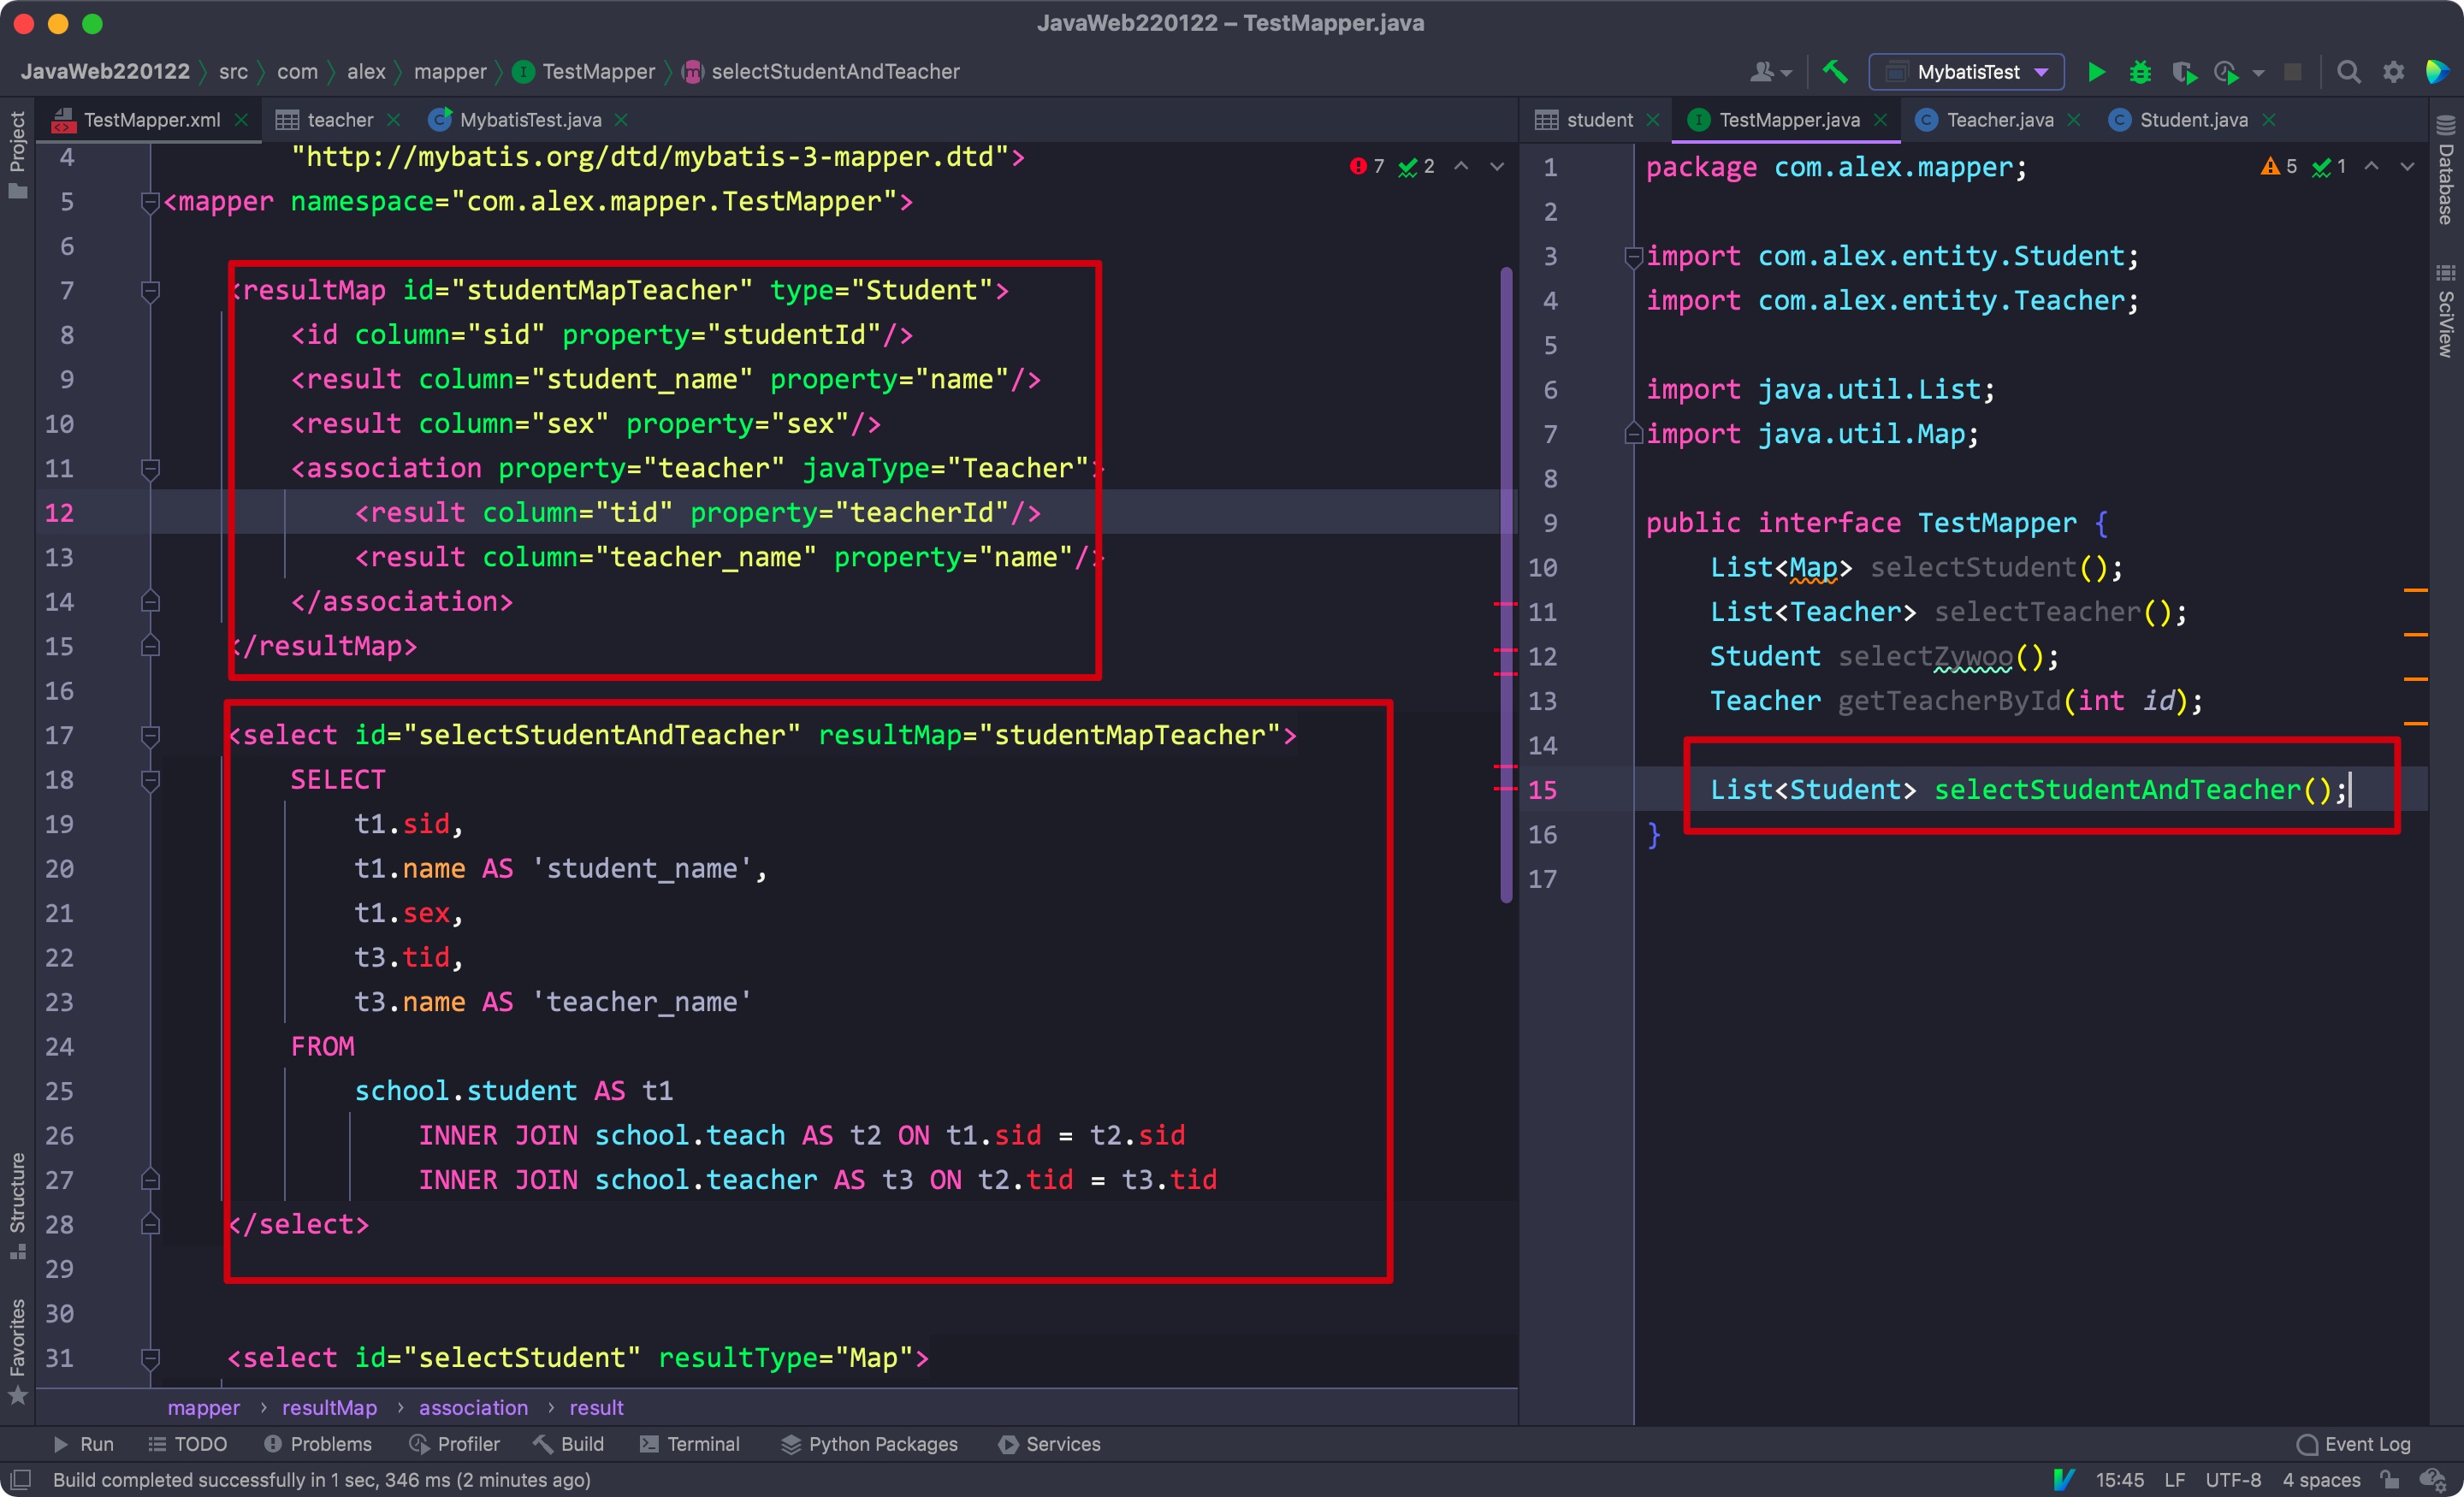 JavaWeb220122 – TestMapper.java
JavaWeb220122 src com alex mapper I TestMapper m selectStudentAndTeacher
MybatisTest
TestMapper.xml teacher MybatisTest.java
student TestMapper.java Teacher.java Student.java
Project
Structure
Favorites
Database
SciView
7 2
4 "http://mybatis.org/dtd/mybatis-3-mapper.dtd">
5 <mapper namespace="com.alex.mapper.TestMapper">
6
7 <resultMap id="studentMapTeacher" type="Student">
8 <id column="sid" property="studentId"/>
9 <result column="student_name" property="name"/>
10 <result column="sex" property="sex"/>
11 <association property="teacher" javaType="Teacher">
12 <result column="tid" property="teacherId"/>
13 <result column="teacher_name" property="name"/>
14 </association>
15 </resultMap>
16
17 <select id="selectStudentAndTeacher" resultMap="studentMapTeacher">
18 SELECT
19 t1.sid,
20 t1.name AS 'student_name',
21 t1.sex,
22 t3.tid,
23 t3.name AS 'teacher_name'
24 FROM
25 school.student AS t1
26 INNER JOIN school.teach AS t2 ON t1.sid = t2.sid
27 INNER JOIN school.teacher AS t3 ON t2.tid = t3.tid
28 </select>
29
30
31 <select id="selectStudent" resultType="Map">
mapper › resultMap › association › result
5 1
1 package com.alex.mapper;
2
3 import com.alex.entity.Student;
4 import com.alex.entity.Teacher;
5
6 import java.util.List;
7 import java.util.Map;
8
9 public interface TestMapper {
10 List<Map> selectStudent();
11 List<Teacher> selectTeacher();
12 Student selectZywoo();
13 Teacher getTeacherById(int id);
14
15 List<Student> selectStudentAndTeacher();
16 }
17
Run TODO Problems Profiler Build Terminal Python Packages Services Event Log
Build completed successfully in 1 sec, 346 ms (2 minutes ago) 15:45 LF UTF-8 4 spaces